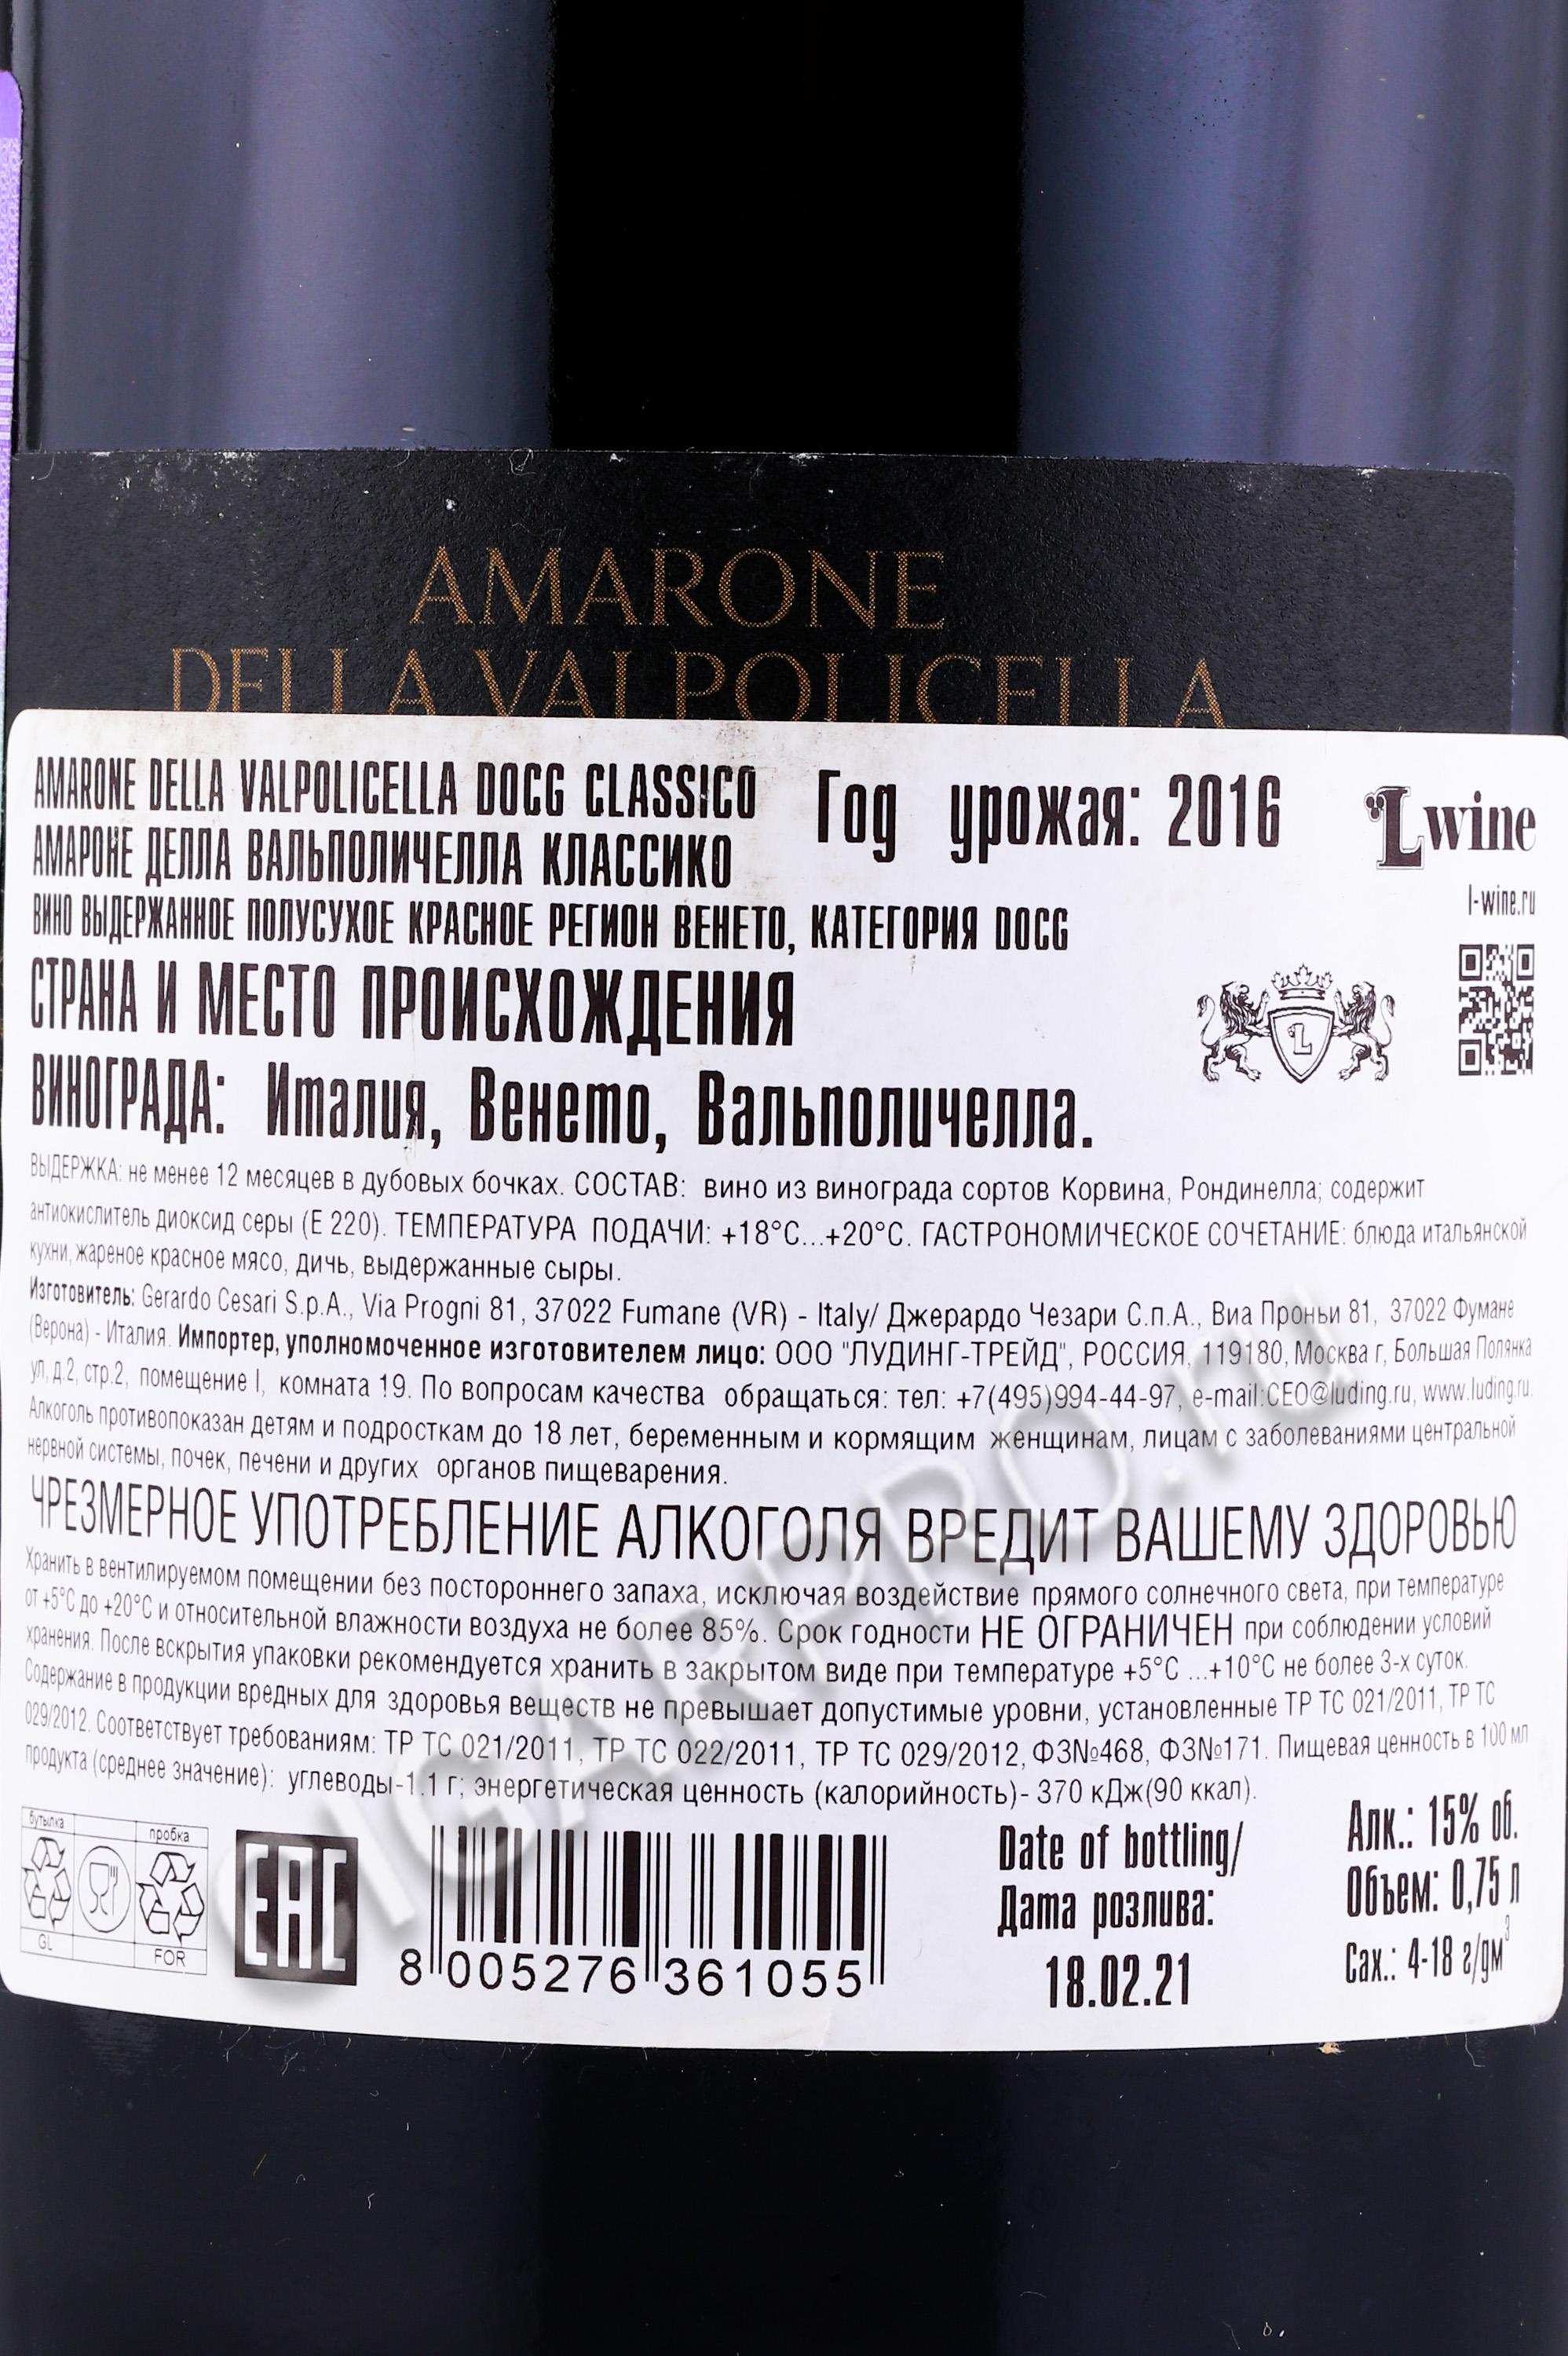 AMARONE
DELLA VALPOLICELLA
AMARONE DELLA VALPOLICELLA DOCG CLASSICO
Год урожая: 2016
L wine
АМАРОНЕ ДЕЛЛА ВАЛЬПОЛИЧЕЛЛА КЛАССИКО
l-wine.ru
ВИНО ВЫДЕРЖАННОЕ ПОЛУСУХОЕ КРАСНОЕ РЕГИОН ВЕНЕТО, КАТЕГОРИЯ DOCG
СТРАНА И МЕСТО ПРОИСХОЖДЕНИЯ
L
ВИНОГРАДА: Италия, Венето, Вальполичелла.
ВЫДЕРЖКА: не менее 12 месяцев в дубовых бочках. СОСТАВ: вино из винограда сортов Корвина, Рондинелла; содержит
антиокислитель диоксид серы (Е 220). ТЕМПЕРАТУРА ПОДАЧИ: +18°С...+20°С. ГАСТРОНОМИЧЕСКОЕ СОЧЕТАНИЕ: блюда итальянской
кухни, жареное красное мясо, дичь, выдержанные сыры.
Изготовитель: Gerardo Cesari S.p.A., Via Progni 81, 37022 Fumane (VR) - Italy/ Джерардо Чезари С.п.А., Виа Проньи 81, 37022 Фумане
(Верона) - Италия. Импортер, уполномоченное изготовителем лицо: ООО "ЛУДИНГ-ТРЕЙД", РОССИЯ, 119180, Москва г, Большая Полянка
ул, д.2, стр.2, помещение I, комната 19. По вопросам качества обращаться: тел: +7(495)994-44-97, e-mail:CEO@luding.ru, www.luding.ru.
Алкоголь противопоказан детям и подросткам до 18 лет, беременным и кормящим женщинам, лицам с заболеваниями центральной
нервной системы, почек, печени и других органов пищеварения.
ЧРЕЗМЕРНОЕ УПОТРЕБЛЕНИЕ АЛКОГОЛЯ ВРЕДИТ ВАШЕМУ ЗДОРОВЬЮ
Хранить в вентилируемом помещении без постороннего запаха, исключая воздействие прямого солнечного света, при температуре
от +5°С до +20°С и относительной влажности воздуха не более 85%. Срок годности НЕ ОГРАНИЧЕН при соблюдении условий
хранения. После вскрытия упаковки рекомендуется хранить в закрытом виде при температуре +5°С ...+10°С не более 3-х суток.
Содержание в продукции вредных для здоровья веществ не превышает допустимые уровни, установленные ТР ТС 021/2011, ТР ТС
029/2012. Соответствует требованиям: ТР ТС 021/2011, ТР ТС 022/2011, ТР ТС 029/2012, ФЗ№468, ФЗ№171. Пищевая ценность в 100 мл
продукта (среднее значение): углеводы-1.1 г; энергетическая ценность (калорийность)- 370 кДж(90 ккал).
бутылка
пробка
GL
FOR
EAC
8 005276 361055
Date of bottling/
Дата розлива:
18.02.21
Алк.: 15% об.
Объем: 0,75 л
Сах.: 4-18 г/дм³
CIGARPRO.ru